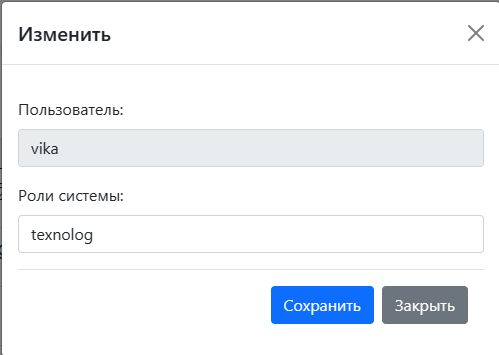 Изменить
Пользователь:
vika
Роли системы:
texnolog
Сохранить Закрыть